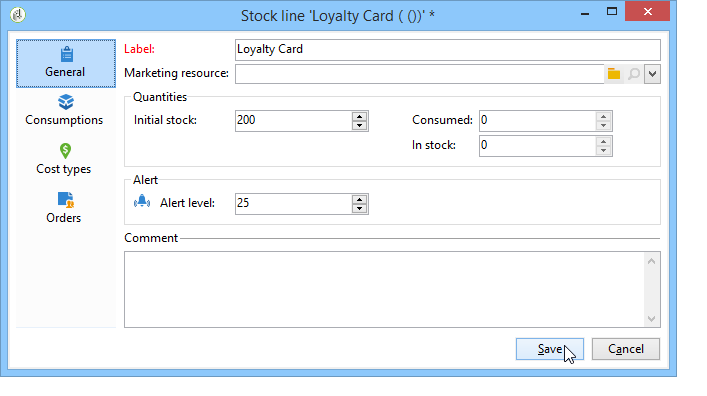 Stock line 'Loyalty Card ( ())' *
General
Consumptions
Cost types
Orders
Label: Loyalty Card
Marketing resource:
Quantities
Initial stock: 200 Consumed: 0
In stock: 0
Alert
Alert level: 25
Comment
Save Cancel